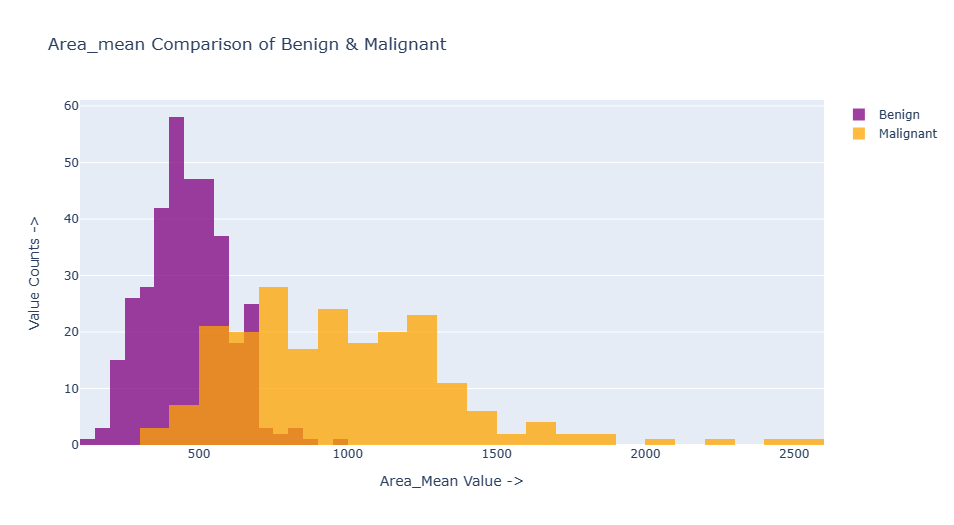 Area_mean Comparison of Benign & Malignant
Benign
Malignant
60
50
40
30
20
10
0
Value Counts ->
500
1000
1500
2000
2500
Area_Mean Value ->